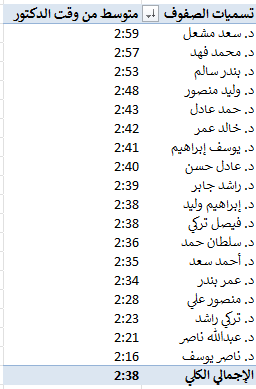 تسميات الصفوف متوسط من وقت الدكتور
د. سعد مشعل 2:59
د. محمد فهد 2:57
د. بندر سالم 2:53
د. وليد منصور 2:48
د. حمد عادل 2:43
د. خالد عمر 2:42
د. يوسف إبراهيم 2:41
د. عادل حسن 2:40
د. راشد جابر 2:39
د. إبراهيم وليد 2:38
د. فيصل تركي 2:38
د. سلطان حمد 2:36
د. أحمد سعد 2:35
د. عمر بندر 2:34
د. منصور علي 2:28
د. تركي راشد 2:23
د. عبدالله ناصر 2:21
د. ناصر يوسف 2:16
الإجمالي الكلي 2:38